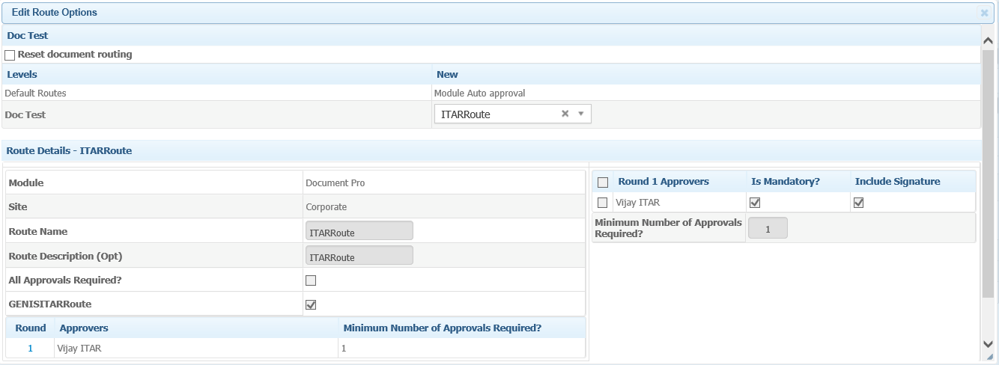 Edit Route Options
Doc Test
Reset document routing
Levels New
Default Routes Module Auto approval
Doc Test ITARRoute
Route Details - ITARRoute
Module Document Pro
Site Corporate
Route Name ITARRoute
Route Description (Opt) ITARRoute
All Approvals Required?
GENISITARRoute
Round Approvers Minimum Number of Approvals Required?
1 Vijay ITAR 1
Round 1 Approvers Is Mandatory? Include Signature
Vijay ITAR
Minimum Number of Approvals
Required? 1